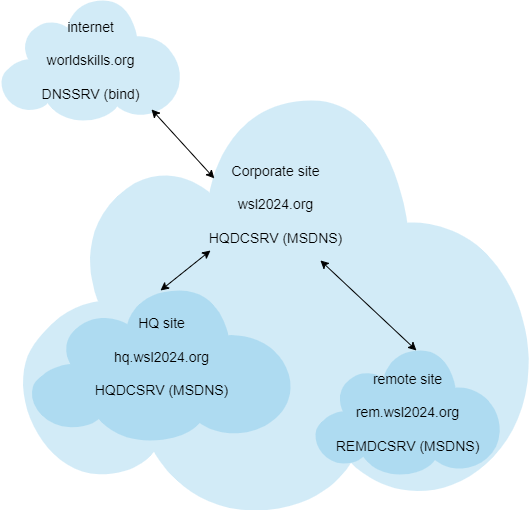 internet
worldskills.org
DNSSRV (bind)
Corporate site
wsl2024.org
HQDCSRV (MSDNS)
HQ site
hq.wsl2024.org
HQDCSRV (MSDNS)
remote site
rem.wsl2024.org
REMDCSRV (MSDNS)